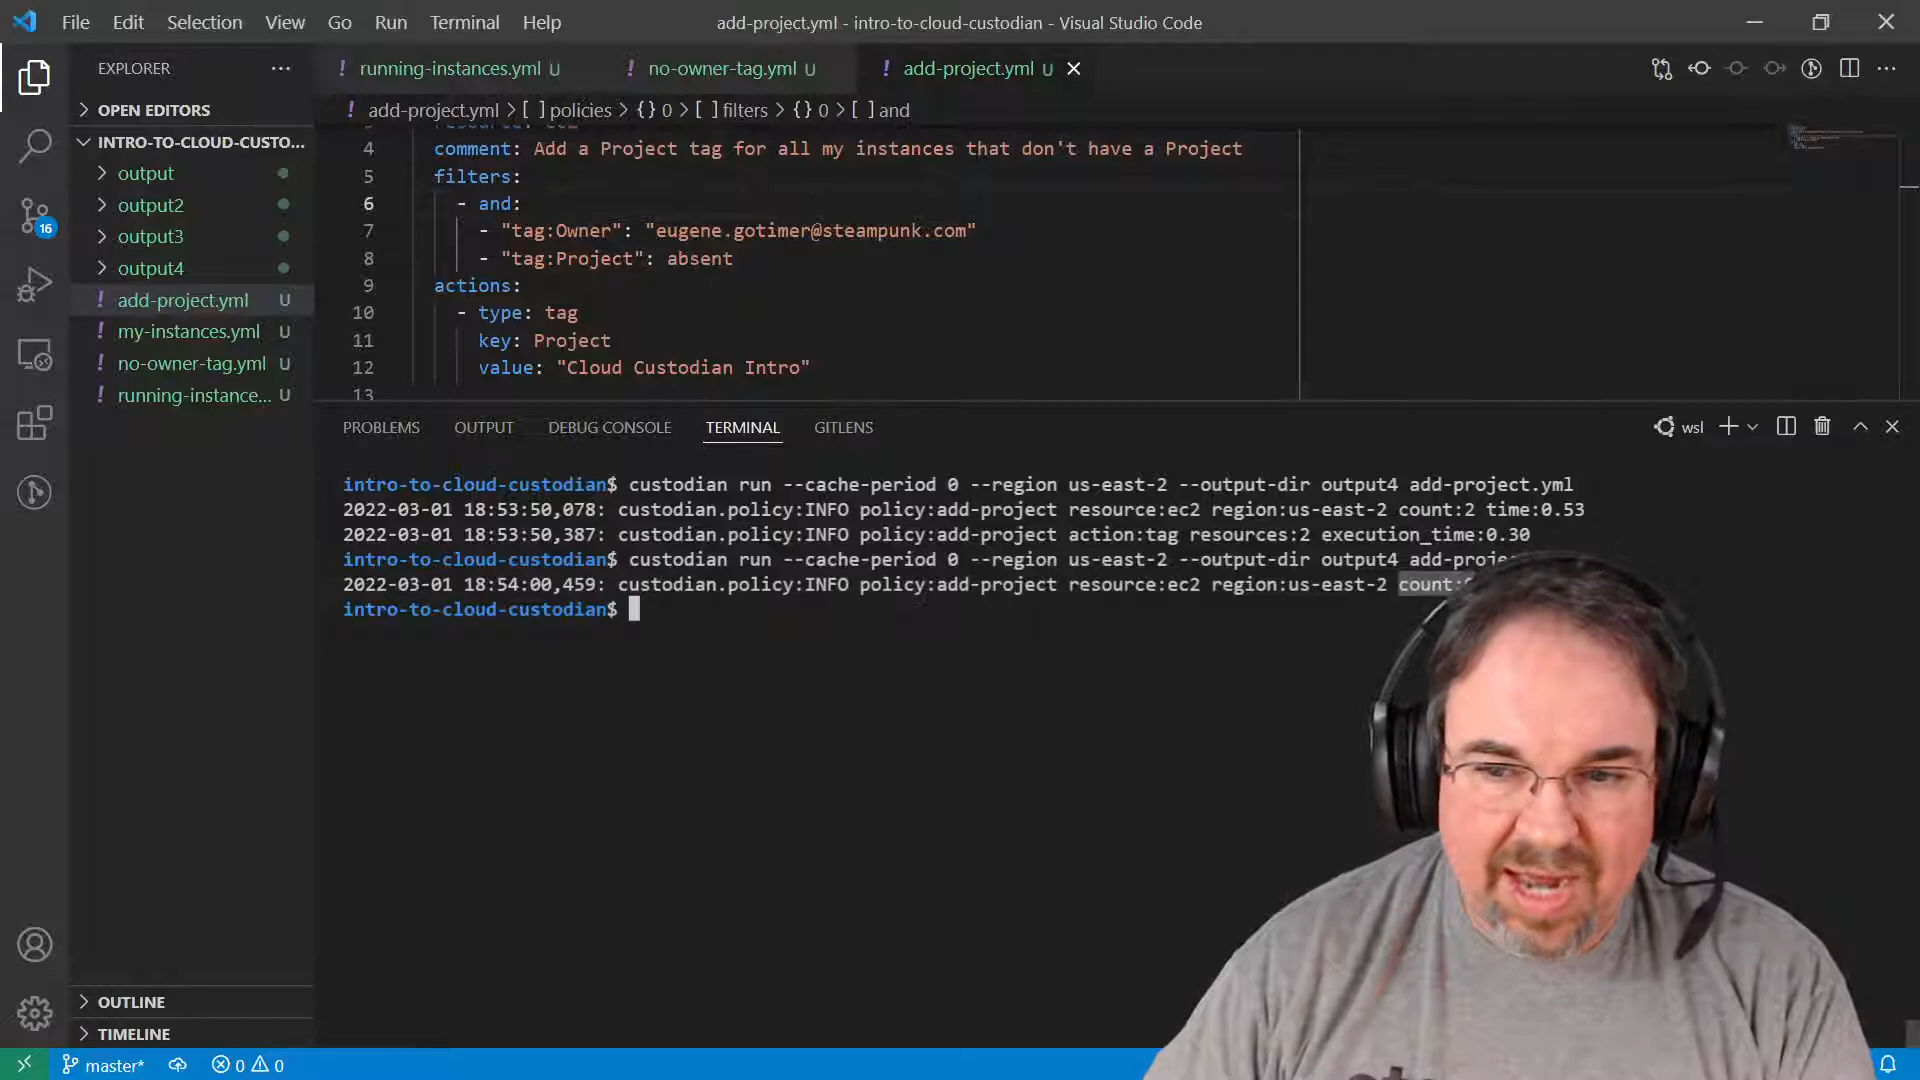 File Edit Selection View Go Run Terminal Help
add-project.yml - intro-to-cloud-custodian - Visual Studio Code
EXPLORER
running-instances.yml U
no-owner-tag.yml U
add-project.yml U
OPEN EDITORS
add-project.yml > [ ] policies > {} 0 > [ ] filters > {} 0 > [ ] and
INTRO-TO-CLOUD-CUSTO...
output
output2
output3
output4
add-project.yml U
my-instances.yml U
no-owner-tag.yml U
running-instance... U
16
4 comment: Add a Project tag for all my instances that don't have a Project
5 filters:
6 - and:
7 - "tag:Owner": "eugene.gotimer@steampunk.com"
8 - "tag:Project": absent
9 actions:
10 - type: tag
11 key: Project
12 value: "Cloud Custodian Intro"
13
PROBLEMS OUTPUT DEBUG CONSOLE TERMINAL GITLENS
wsl
intro-to-cloud-custodian$ custodian run --cache-period 0 --region us-east-2 --output-dir output4 add-project.yml
2022-03-01 18:53:50,078: custodian.policy:INFO policy:add-project resource:ec2 region:us-east-2 count:2 time:0.53
2022-03-01 18:53:50,387: custodian.policy:INFO policy:add-project action:tag resources:2 execution_time:0.30
intro-to-cloud-custodian$ custodian run --cache-period 0 --region us-east-2 --output-dir output4
2022-03-01 18:54:00,459: custodian.policy:INFO policy:add-project resource:ec2 region:us-east-2 count:
intro-to-cloud-custodian$
OUTLINE
TIMELINE
master* 0 0